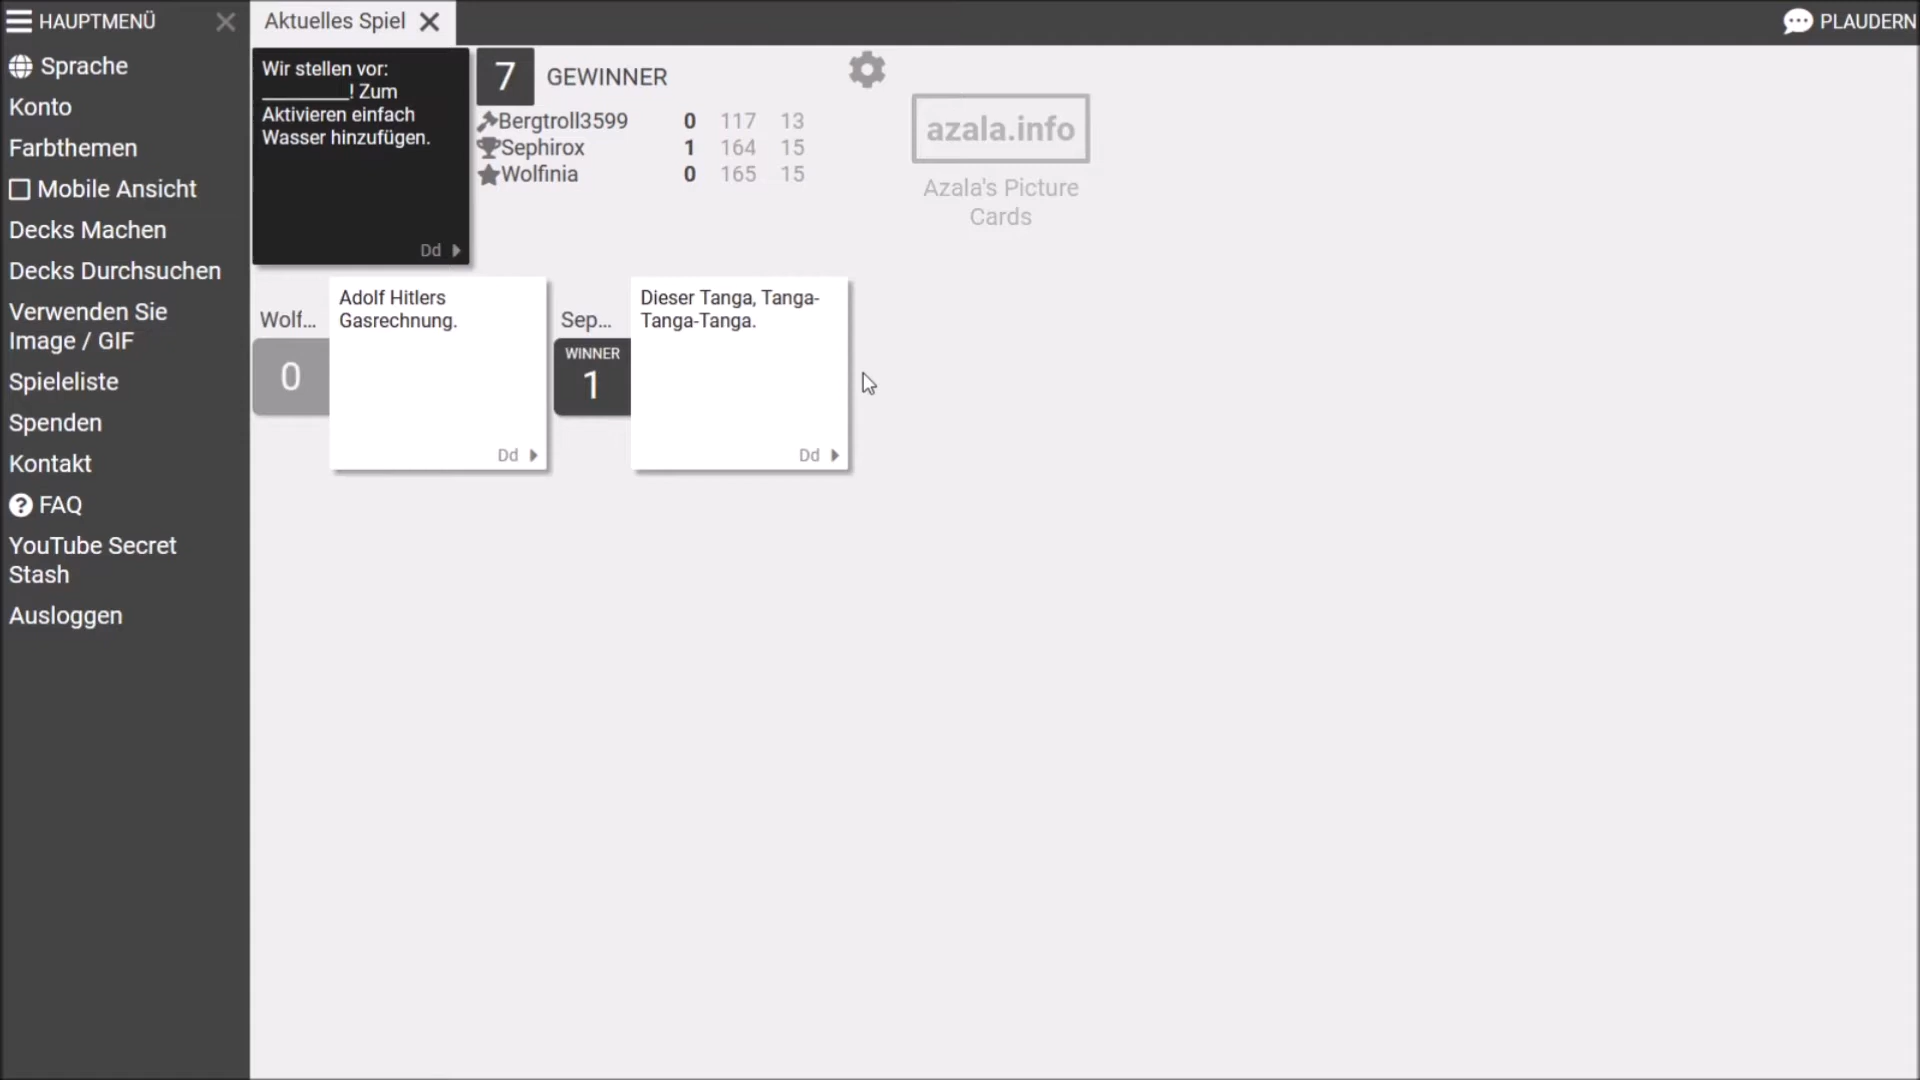 HAUPTMENÜ
Aktuelles Spiel
PLAUDERN
Sprache
Konto
Farbthemen
Mobile Ansicht
Decks Machen
Decks Durchsuchen
Verwenden Sie
Image / GIF
Spieleliste
Spenden
Kontakt
FAQ
YouTube Secret
Stash
Ausloggen
Wir stellen vor:
_________! Zum
Aktivieren einfach
Wasser hinzufügen.
Dd
7 GEWINNER
Bergtroll3599 0 117 13
Sephirox 1 164 15
Wolfinia 0 165 15
azala.info
Azala's Picture
Cards
Wolf...
0
Adolf Hitlers
Gasrechnung.
Dd
Sep...
WINNER
1
Dieser Tanga, Tanga-
Tanga-Tanga.
Dd